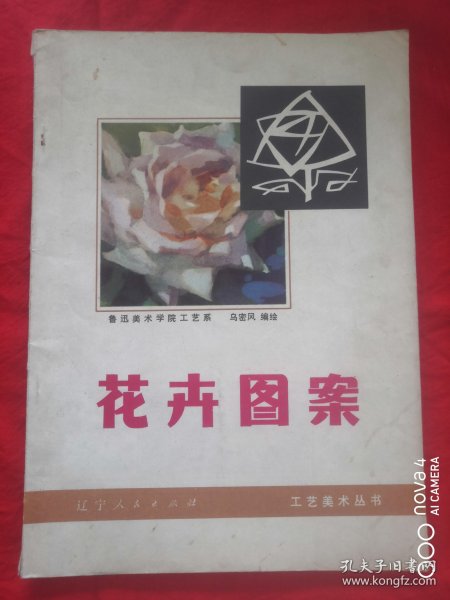 鲁迅美术学院工艺系 乌密风 编绘
花卉图案
辽宁人民出版社 工艺美术丛书
nova 4
AI CAMERA
孔夫子旧书网
www.kongfz.com